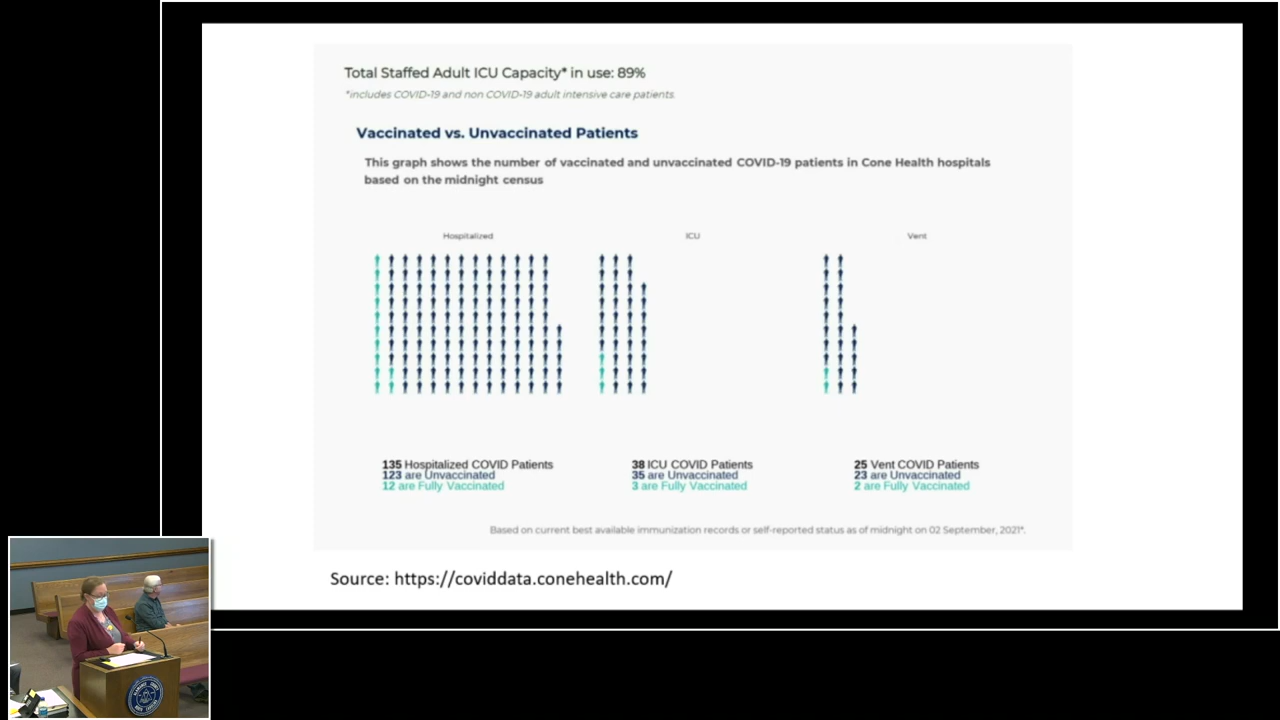 Total Staffed Adult ICU Capacity* in use: 89%
*includes COVID-19 and non COVID-19 adult intensive care patients
Vaccinated vs. Unvaccinated Patients
This graph shows the number of vaccinated and unvaccinated COVID-19 patients in Cone Health hospitals
based on the midnight census
Hospitalized
ICU
Vent
135 Hospitalized COVID Patients
123 are Unvaccinated
12 are Fully Vaccinated
38 ICU COVID Patients
35 are Unvaccinated
3 are Fully Vaccinated
25 Vent COVID Patients
23 are Unvaccinated
2 are Fully Vaccinated
Based on current best available immunization records or self-reported status as of midnight on 02 September, 2021*.
Source: https://coviddata.conehealth.com/